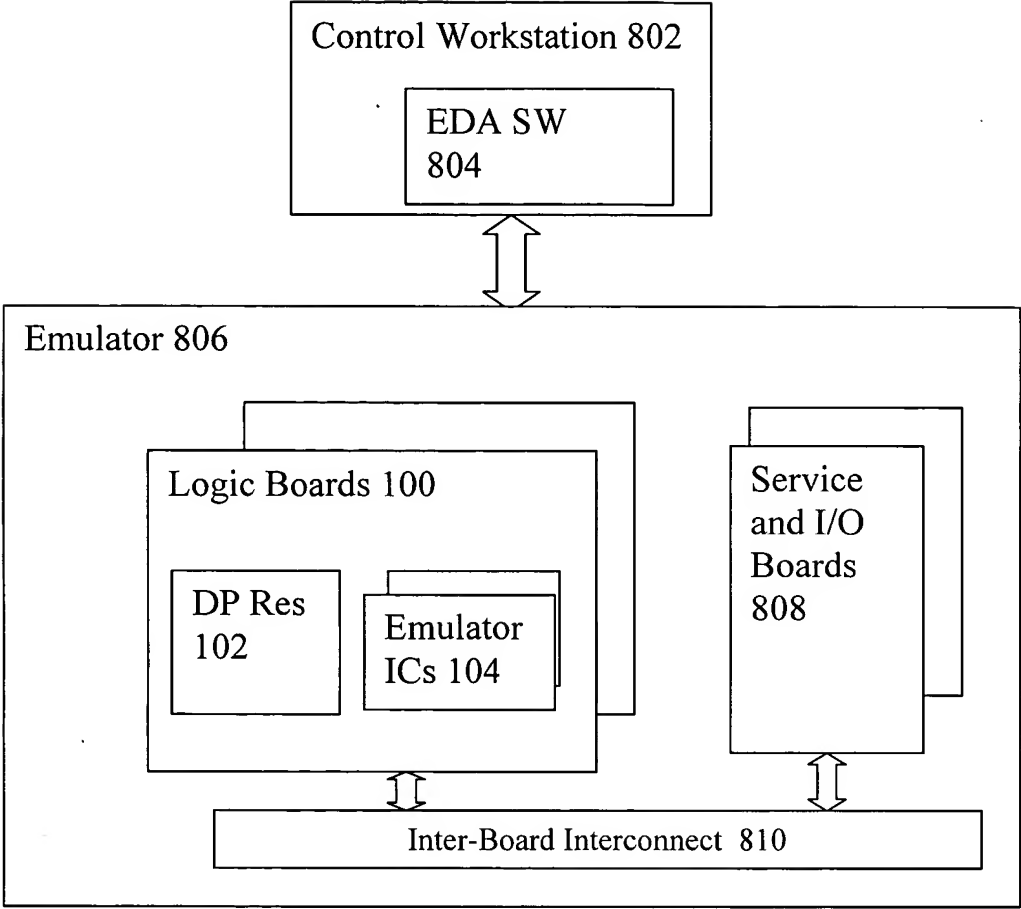 Control Workstation 802
EDA SW
804
Emulator 806
Logic Boards 100
DP Res
102
Emulator
ICs 104
Service
and I/O
Boards
808
Inter-Board Interconnect 810